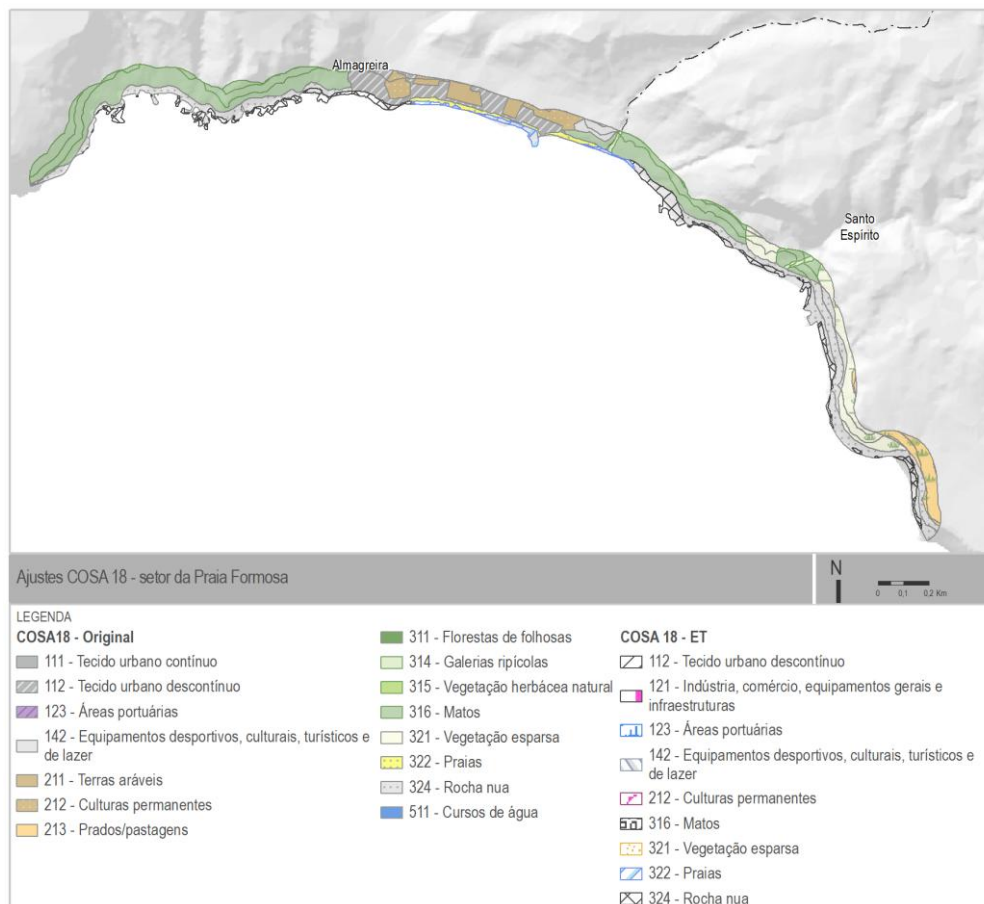 Almagreira
Santo
Espírito
Ajustes COSA 18 - setor da Praia Formosa
N
0 0,1 0,2 Km
LEGENDA
COSA18 - Original
111 - Tecido urbano contínuo
112 - Tecido urbano descontínuo
123 - Áreas portuárias
142 - Equipamentos desportivos, culturais, turísticos e
de lazer
211 - Terras aráveis
212 - Culturas permanentes
213 - Prados/pastagens
311 - Florestas de folhosas
314 - Galerias ripícolas
315 - Vegetação herbácea natural
316 - Matos
321 - Vegetação esparsa
322 - Praias
324 - Rocha nua
511 - Cursos de água
COSA 18 - ET
112 - Tecido urbano descontínuo
121 - Indústria, comércio, equipamentos gerais e
infraestruturas
123 - Áreas portuárias
142 - Equipamentos desportivos, culturais, turísticos e
de lazer
212 - Culturas permanentes
316 - Matos
321 - Vegetação esparsa
322 - Praias
324 - Rocha nua